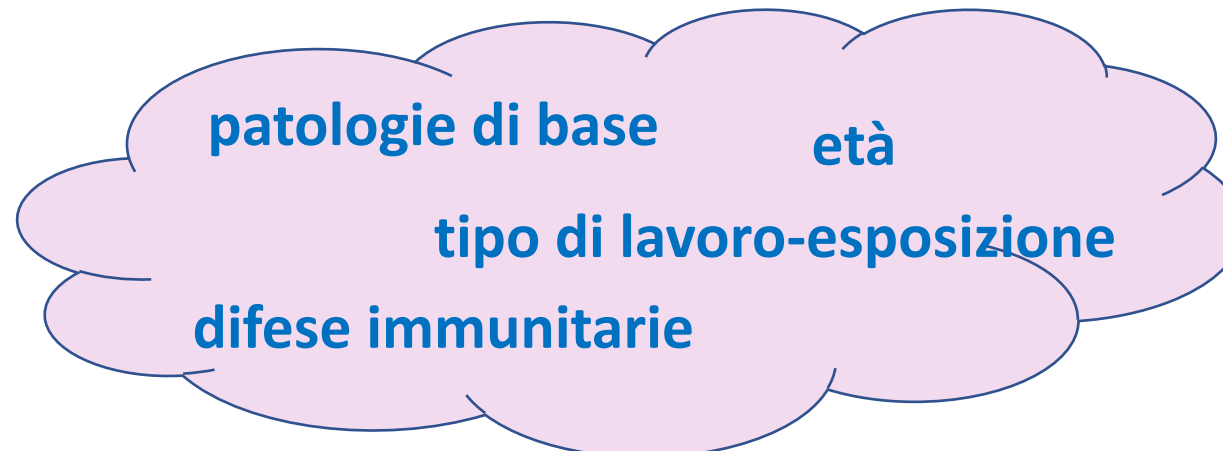 patologie di base
età
tipo di lavoro-esposizione
difese immunitarie